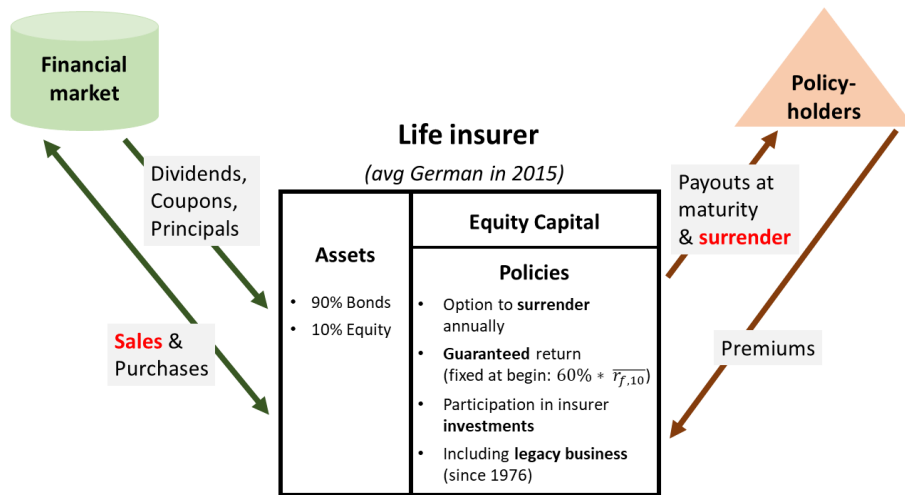 Financial
market
Policy-
holders
Life insurer
(avg German in 2015)
Dividends,
Coupons,
Principals
Sales &
Purchases
Assets
• 90% Bonds
• 10% Equity
Equity Capital
Policies
• Option to surrender
annually
• Guaranteed return
(fixed at begin: 60% * \overline{r_{f,10}})
• Participation in insurer
investments
• Including legacy business
(since 1976)
Payouts at
maturity
& surrender
Premiums